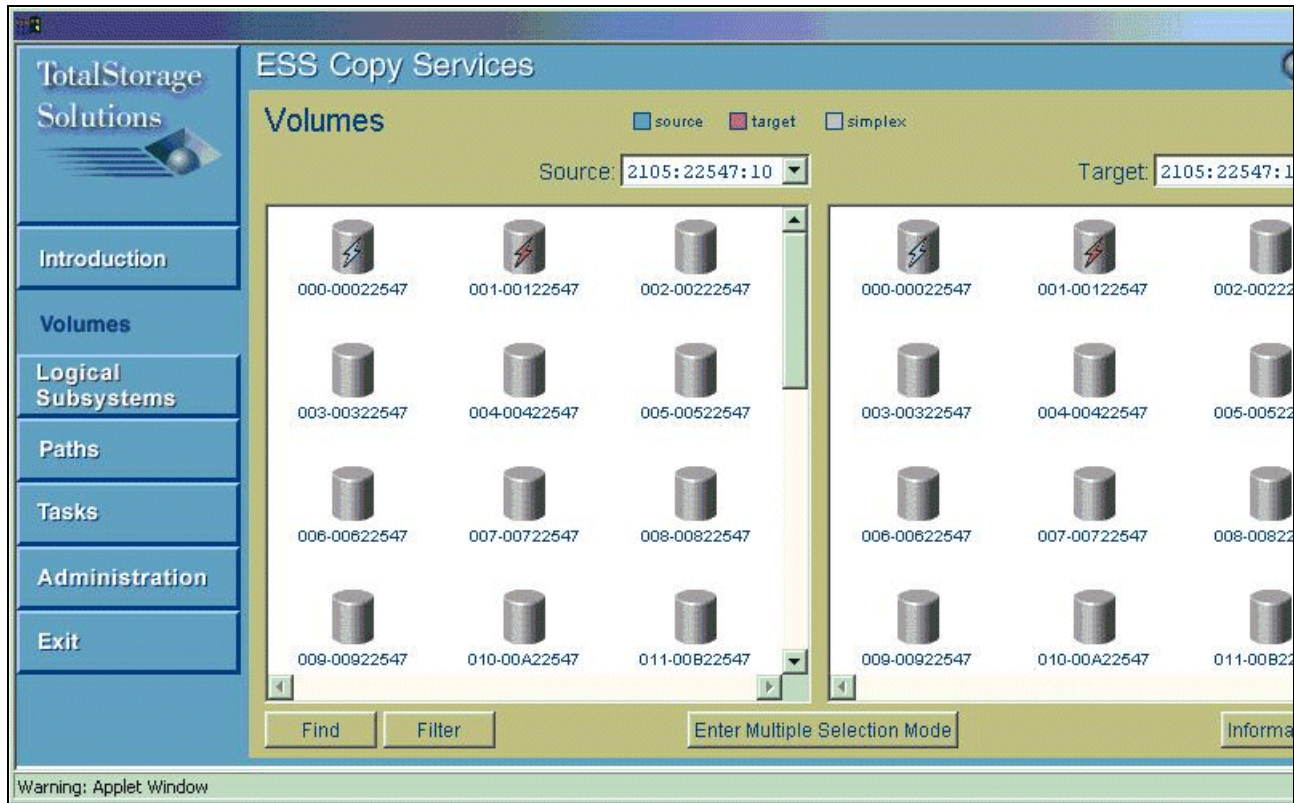 TotalStorage
Solutions
ESS Copy Services
Volumes
source target simplex
Source: 2105:22547:10
Target: 2105:22547:1
Introduction
Volumes
Logical
Subsystems
Paths
Tasks
Administration
Exit
000-00022547 001-00122547 002-00222547
003-00322547 004-00422547 005-00522547
006-00622547 007-00722547 008-00822547
009-00922547 010-00A22547 011-00B22547
000-00022547 001-00122547 002-00222
003-00322547 004-00422547 005-00522
006-00622547 007-00722547 008-00822
009-00922547 010-00A22547 011-00B22
Find Filter Enter Multiple Selection Mode Informa
Warning: Applet Window